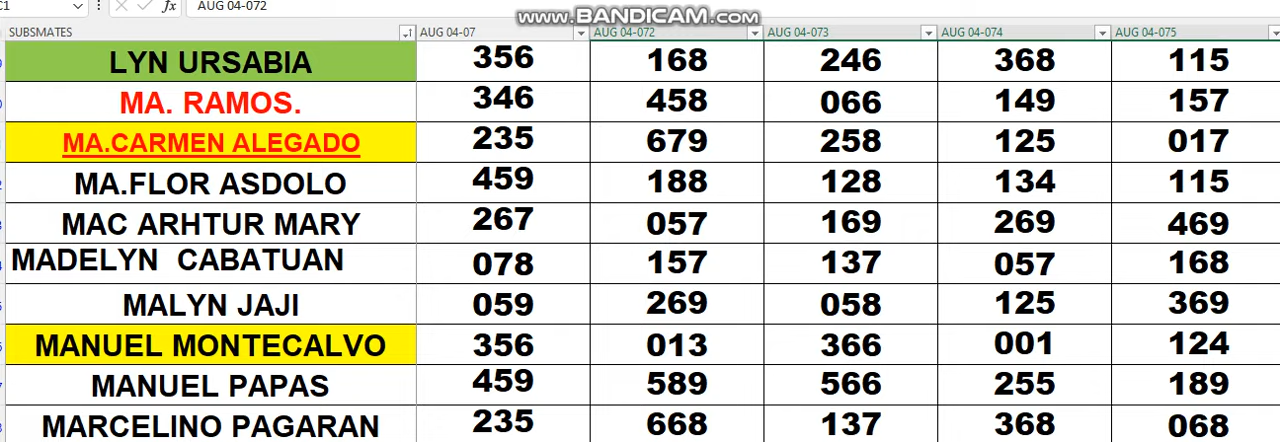 C1 fx AUG 04-072
www.BANDICAM.com
SUBSMATES AUG 04-07 AUG 04-072 AUG 04-073 AUG 04-074 AUG 04-075
LYN URSABIA 356 168 246 368 115
MA. RAMOS. 346 458 066 149 157
MA.CARMEN ALEGADO 235 679 258 125 017
MA.FLOR ASDOLO 459 188 128 134 115
MAC ARHTUR MARY 267 057 169 269 469
MADELYN CABATUAN 078 157 137 057 168
MALYN JAJI 059 269 058 125 369
MANUEL MONTECALVO 356 013 366 001 124
MANUEL PAPAS 459 589 566 255 189
MARCELINO PAGARAN 235 668 137 368 068